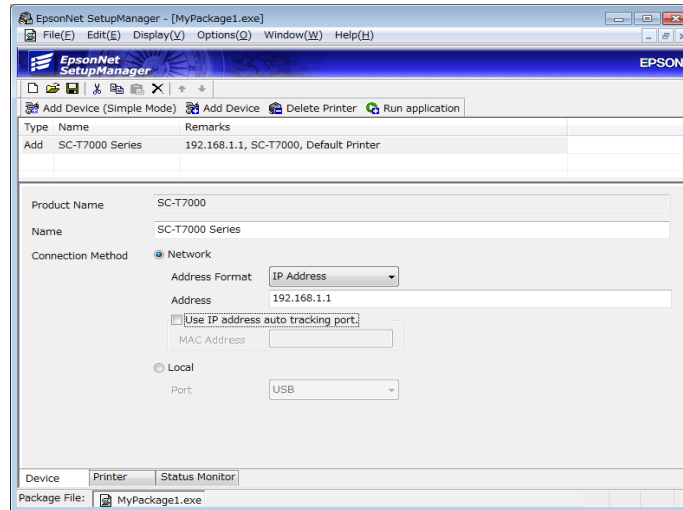 EpsonNet SetupManager - [MyPackage1.exe]
File(F) Edit(E) Display(V) Options(O) Window(W) Help(H)
EpsonNet
SetupManager
EPSON
Add Device (Simple Mode) Add Device Delete Printer Run application
Type Name Remarks
Add SC-T7000 Series 192.168.1.1, SC-T7000, Default Printer
Product Name SC-T7000
Name SC-T7000 Series
Connection Method Network
Address Format IP Address
Address 192.168.1.1
Use IP address auto tracking port.
MAC Address
Local
Port USB
Device Printer Status Monitor
Package File: MyPackage1.exe